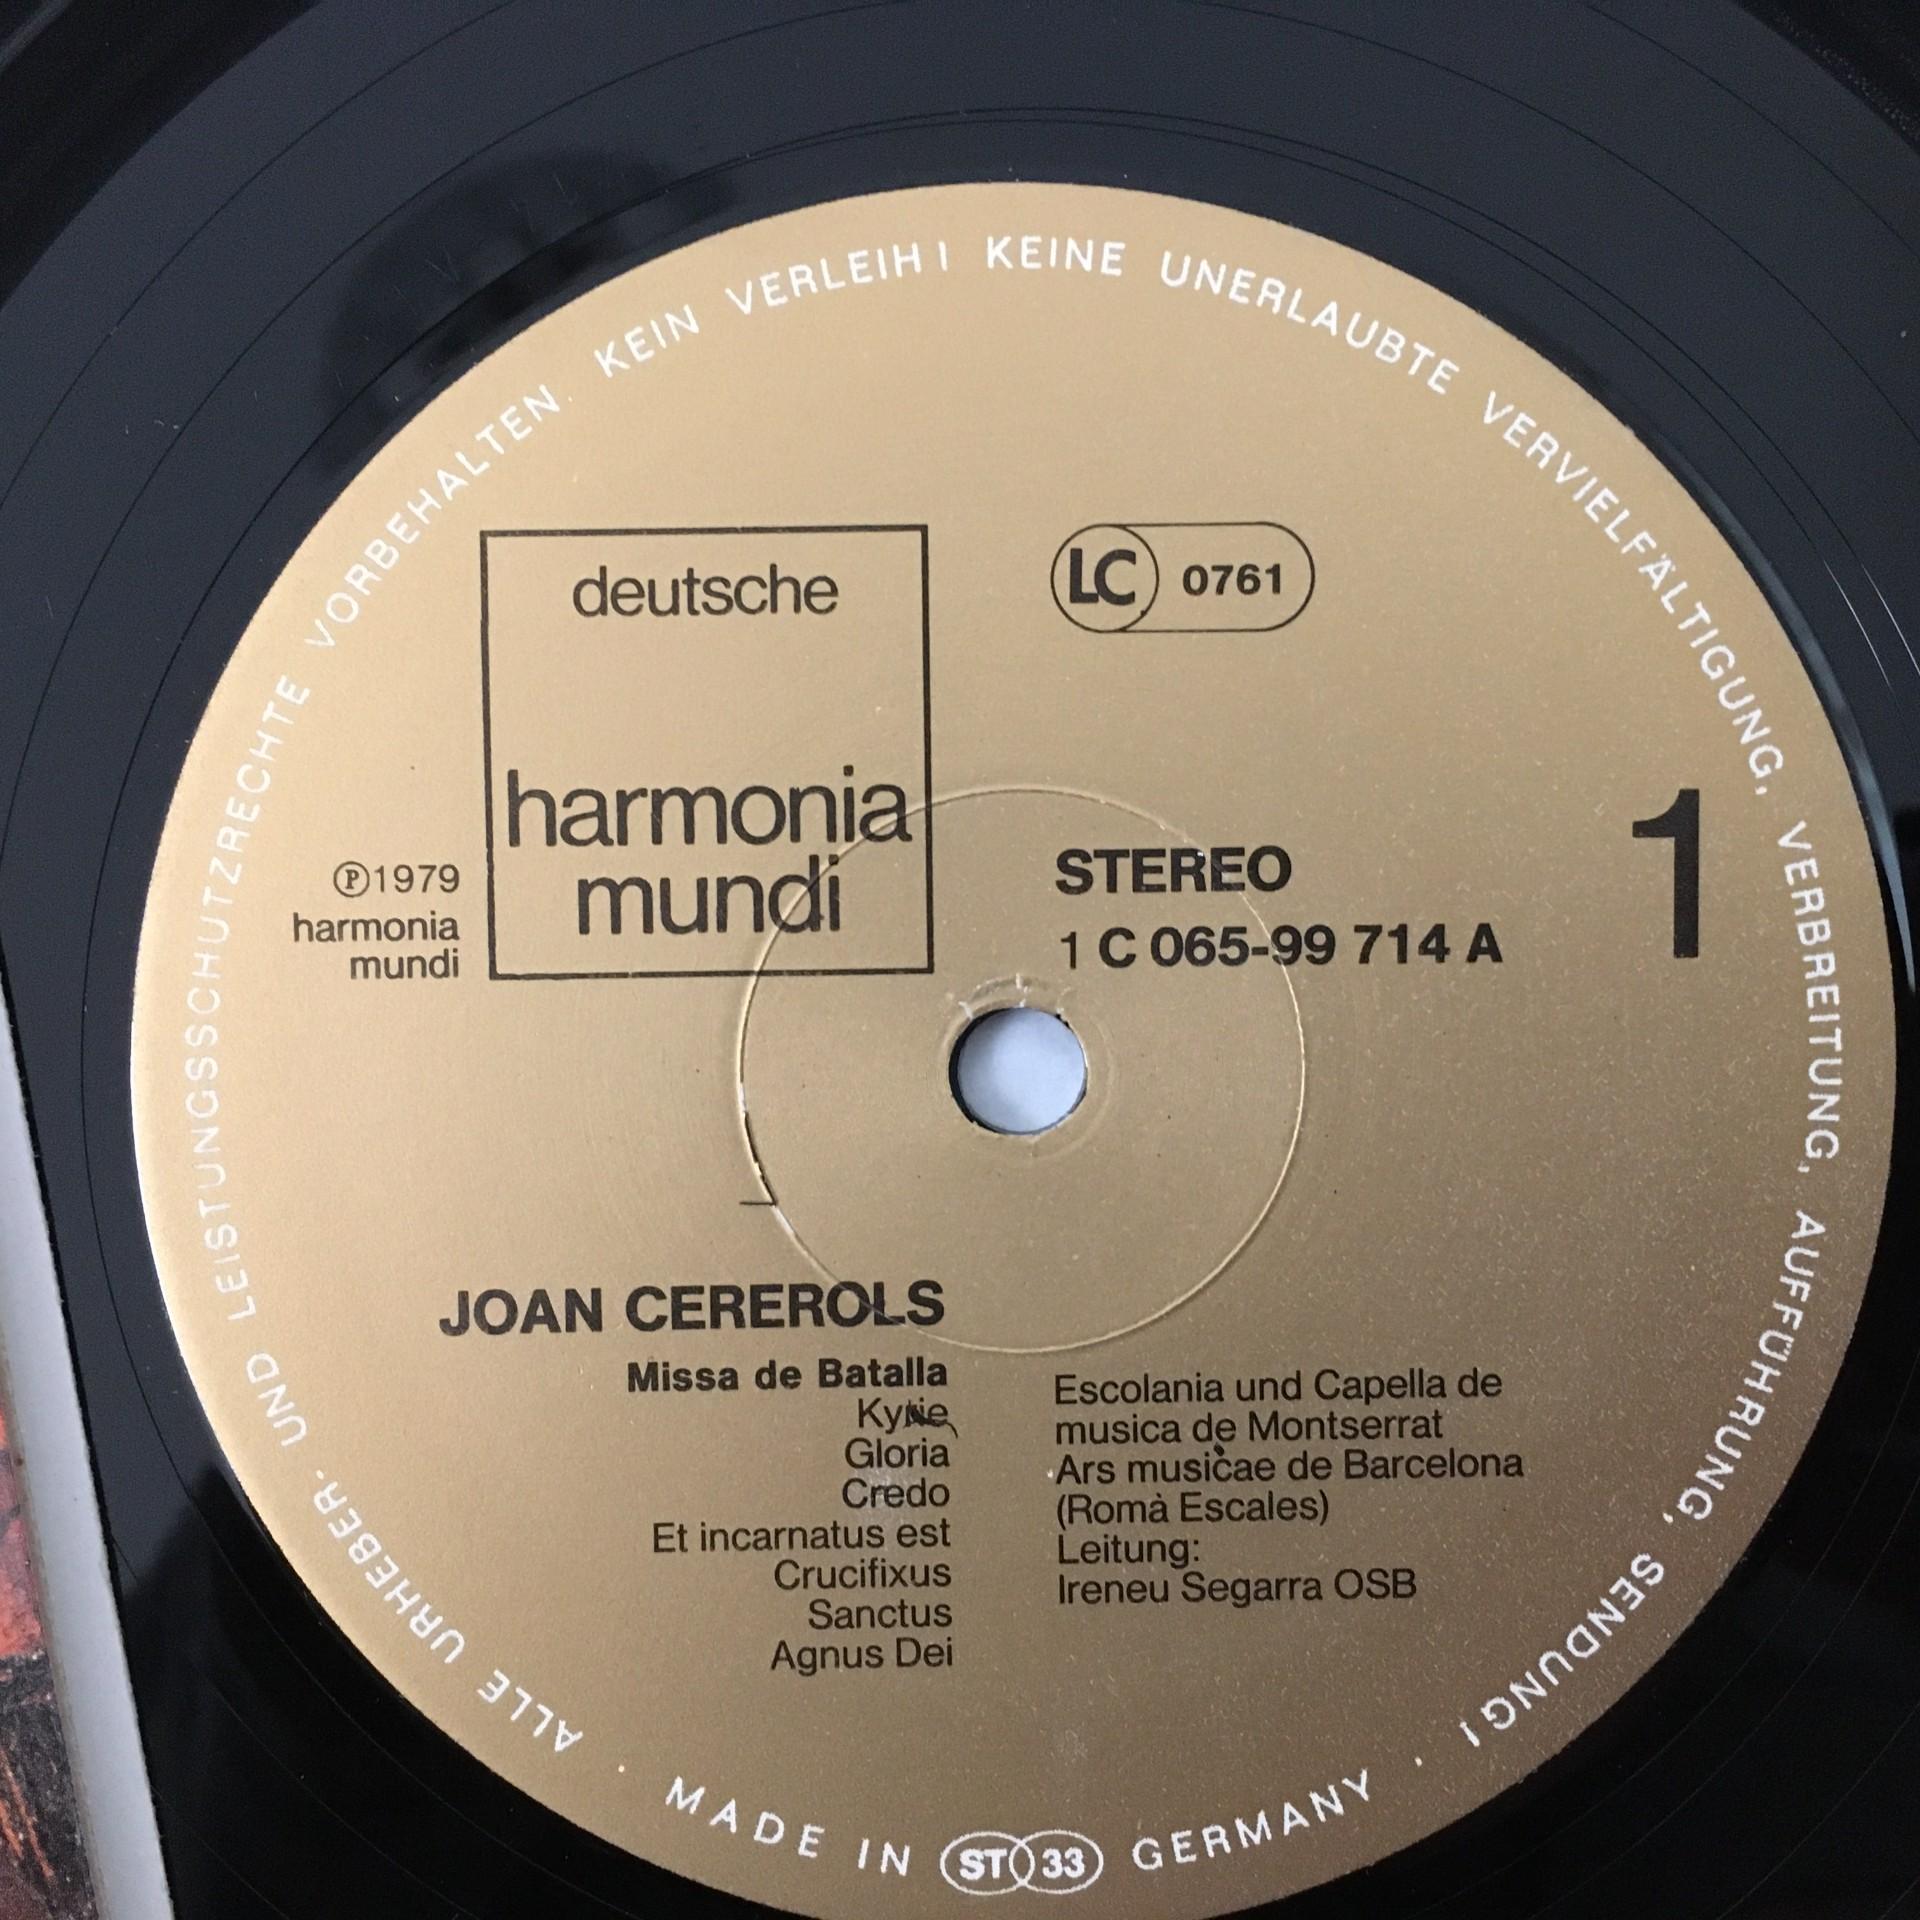 ALLE URHEBER- UND LEISTUNGSSCHUTZRECHTE VORBEHALTEN. KEIN VERLEIH! KEINE UNERLAUBTE VERVIELFÄLTIGUNG, VERBREITUNG, AUFFÜHRUNG, SENDUNG!
deutsche
harmonia
mundi
LC 0761
℗1979
harmonia
mundi
STEREO
1 C 065-99 714 A
1
JOAN CEREROLS
Missa de Batalla
Kyrie
Gloria
Credo
Et incarnatus est
Crucifixus
Sanctus
Agnus Dei
Escolania und Capella de
musica de Montserrat
Ars musicae de Barcelona
(Romà Escales)
Leitung:
Ireneu Segarra OSB
· MADE IN ST 33 GERMANY ·